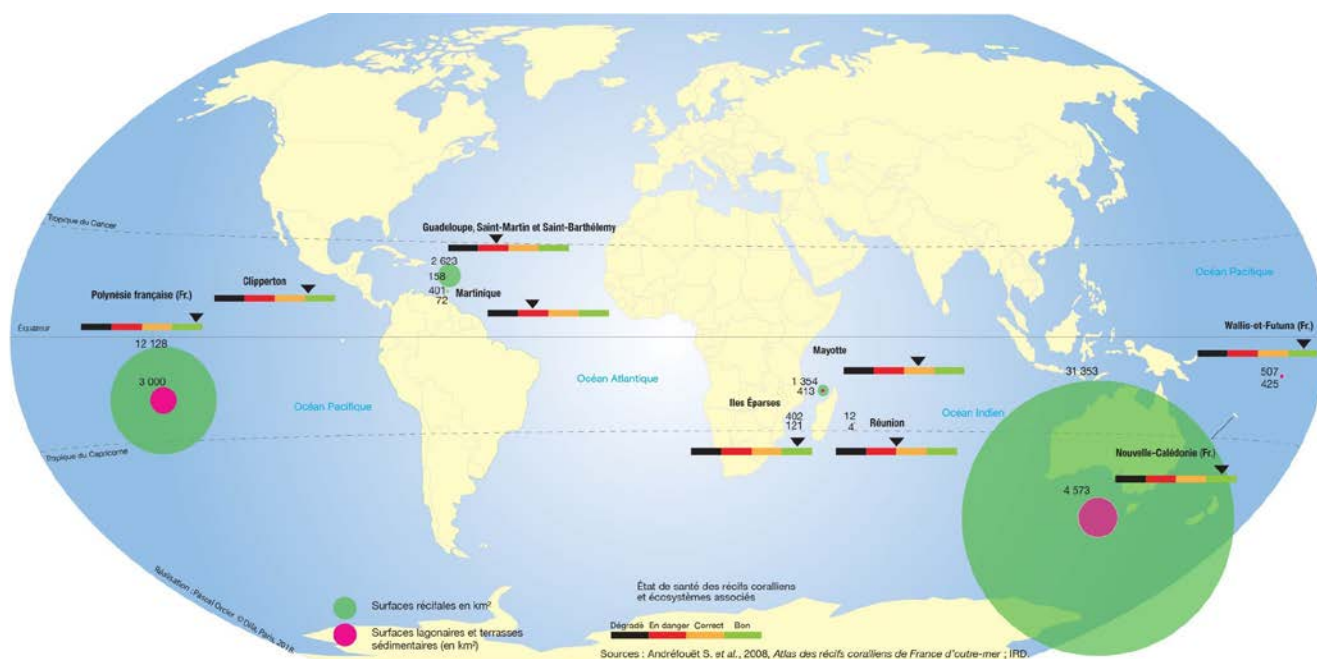 Tropique du Cancer
Guadeloupe, Saint-Martin et Saint-Barthélemy
2 623
158
401
72
Martinique
Clipperton
Polynésie française (Fr.)
Équateur
12 128
3 000
Océan Pacifique
Océan Atlantique
Océan Pacifique
Wallis-et-Futuna (Fr.)
507
425
Mayotte
1 354
413
Iles Éparses
402
121
12
4
Réunion
Océan Indien
31 353
Nouvelle-Calédonie (Fr.)
4 573
Tropique du Capricorne
Réalisation : Pascal Orcier © Dila, Paris, 2018
Surfaces récifales en km²
Surfaces lagonaires et terrasses
sédimentaires (en km²)
État de santé des récifs coralliens
et écosystèmes associés
Dégradé En danger Correct Bon
Sources : Andréfouët S. et al., 2008, Atlas des récifs coralliens de France d'outre-mer ; IRD.